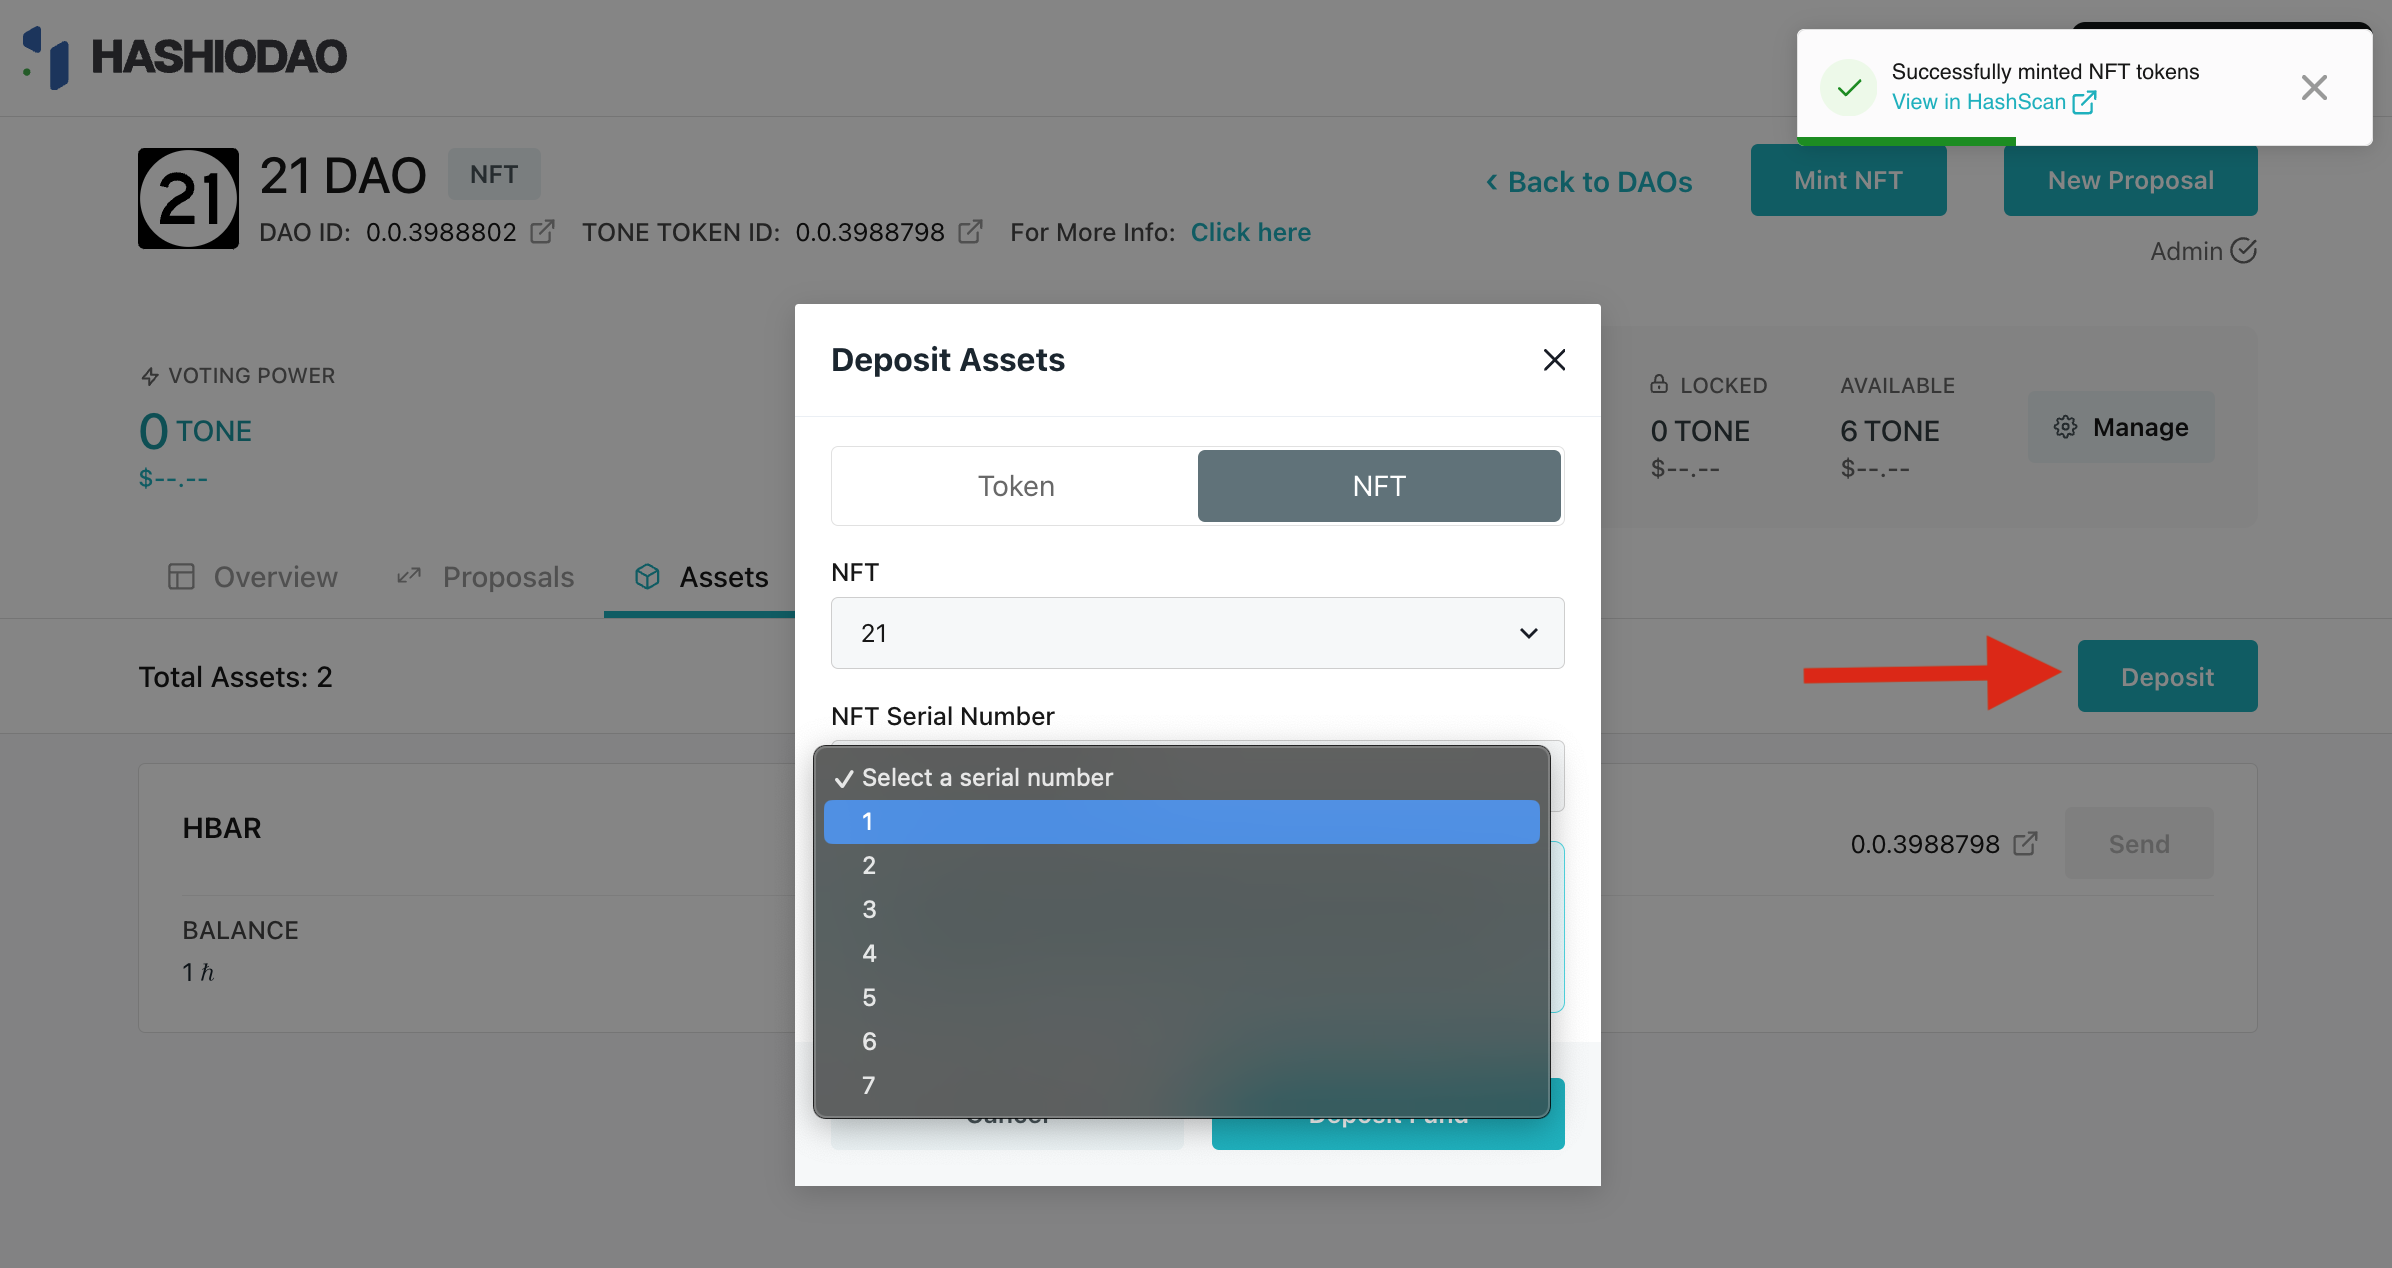 HASHIODAO
Successfully minted NFT tokens
View in HashScan
21
21 DAO
NFT
Back to DAOs
Mint NFT
New Proposal
DAO ID: 0.0.3988802
TONE TOKEN ID: 0.0.3988798
For More Info: Click here
Admin
VOTING POWER
0 TONE
$--.--
LOCKED
0 TONE
$--.--
AVAILABLE
6 TONE
$--.--
Manage
Overview
Proposals
Assets
Total Assets: 2
Deposit
HBAR
BALANCE
1 ℏ
0.0.3988798
Send
Deposit Assets
Token
NFT
NFT
21
NFT Serial Number
✓ Select a serial number
1
2
3
4
5
6
7
Cancel
Deposit Fund